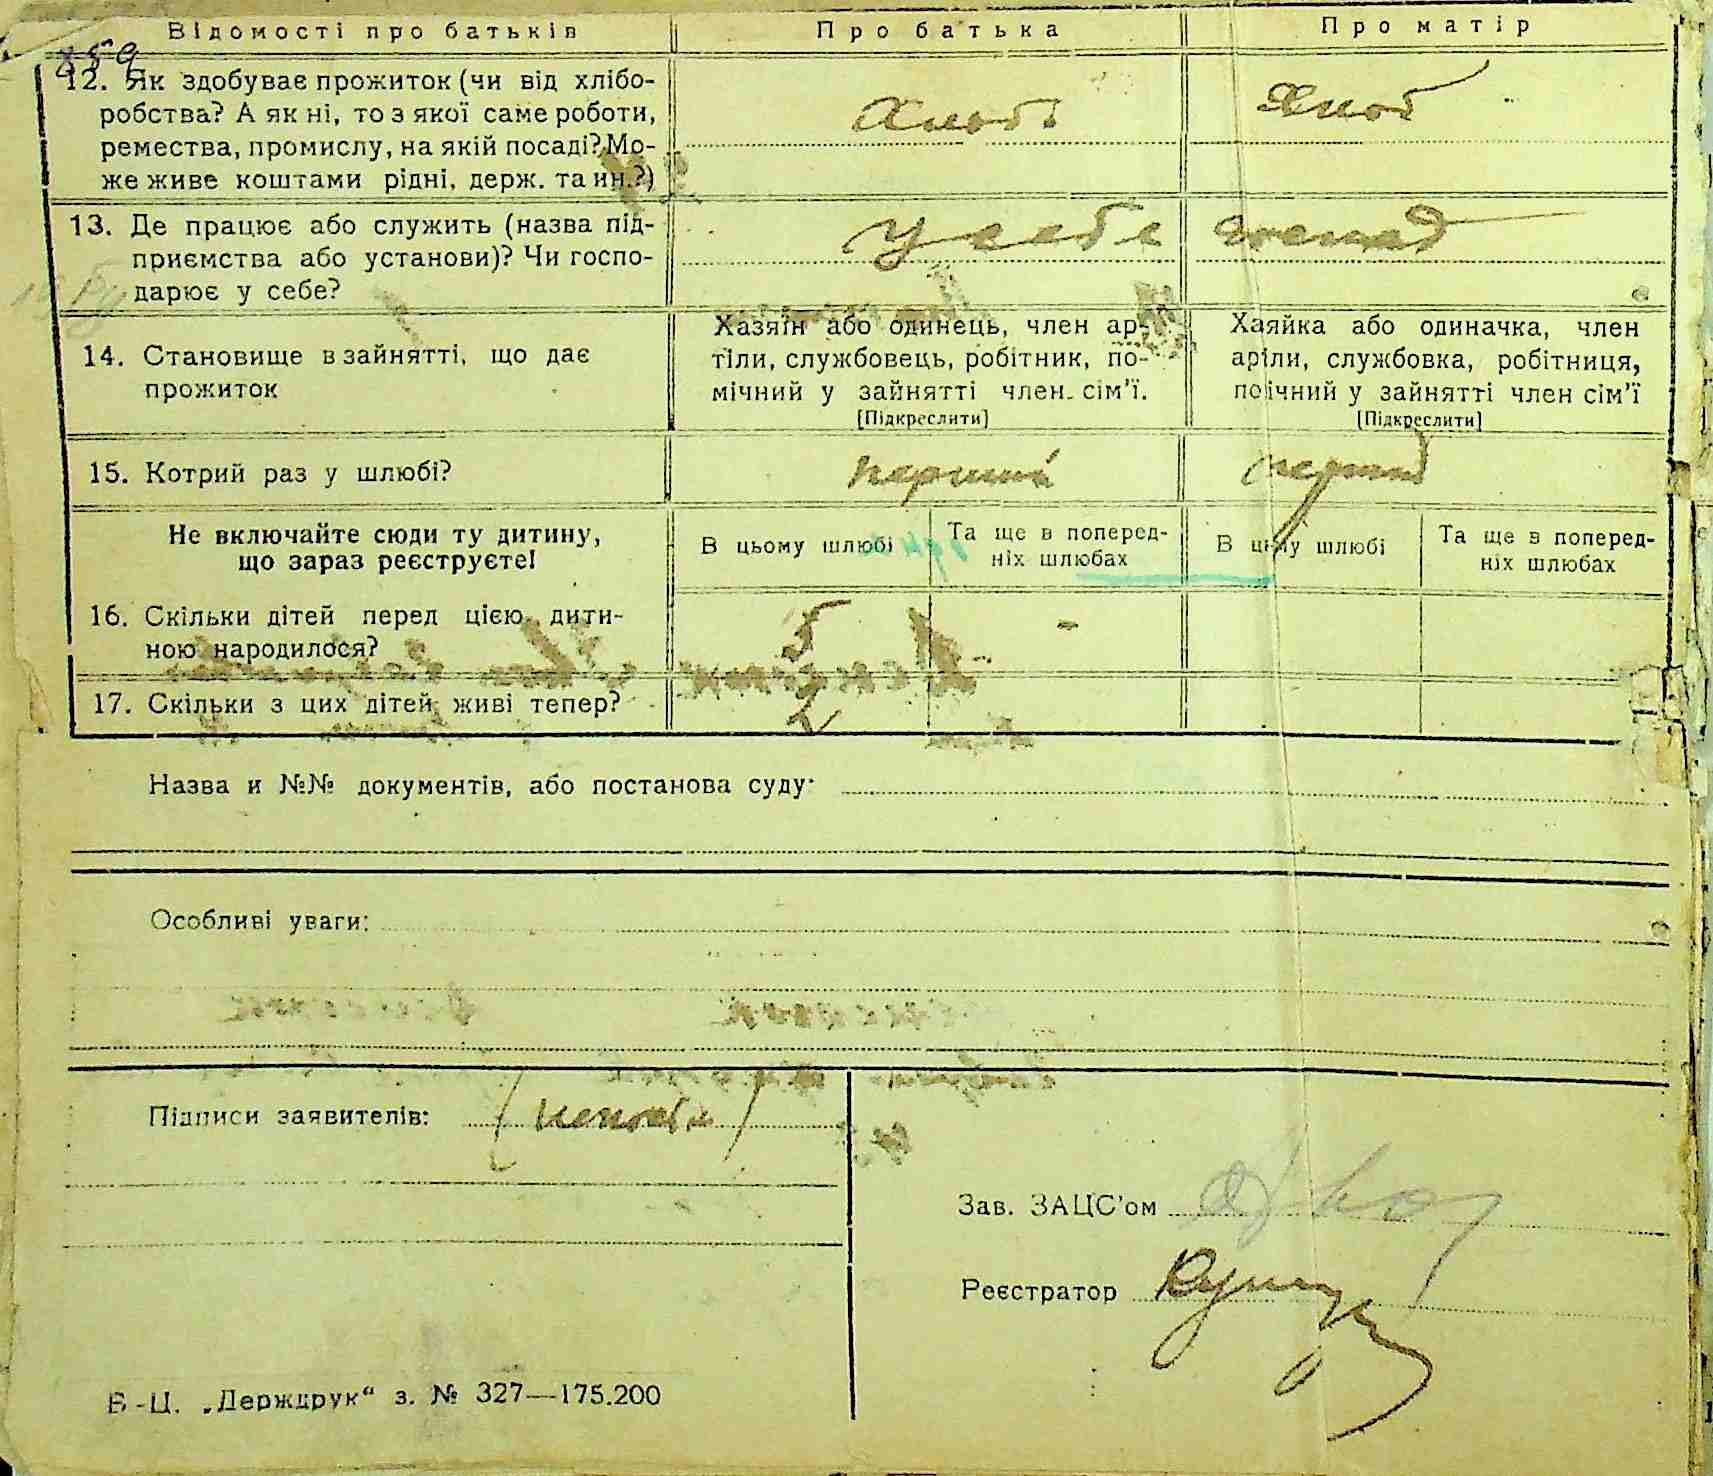 Відомості про батьків Про батька Про матір
859
12. Як здобуває прожиток (чи від хлібо-
робства? А як ні, то з якої саме роботи,
ремества, промислу, на якій посаді? Мо-
же живе коштами рідні, держ. та ин.?)
Хліб Хліб
13. Де працює або служить (назва під-
приємства або установи)? Чи госпо-
дарює у себе?
у себе
14. Становище в зайнятті, що дає
прожиток
Хазяїн або одинець, член ар-
тіли, службовець, робітник, по-
мічний у зайнятті член сім'ї.
[Підкреслити]
Хаяйка або одиначка, член
аріли, службовка, робітниця,
поічний у зайнятті член сім'ї
[Підкреслити]
15. Котрий раз у шлюбі? перший
Не включайте сюди ту дитину,
що зараз реєструєте!
В цьому шлюбі
Та ще в поперед-
ніх шлюбах
В цьму шлюбі
Та ще в поперед-
ніх шлюбах
16. Скільки дітей перед цією дити-
ною народилося?
5 -
17. Скільки з цих дітей живі тепер? 2
Назва и №№ документів, або постанова суду
Особливі уваги:
Підписи заявителів:
Зав. ЗАЦС'ом
Реєстратор
Б-Ц. „Держдрук“ з. № 327—175.200